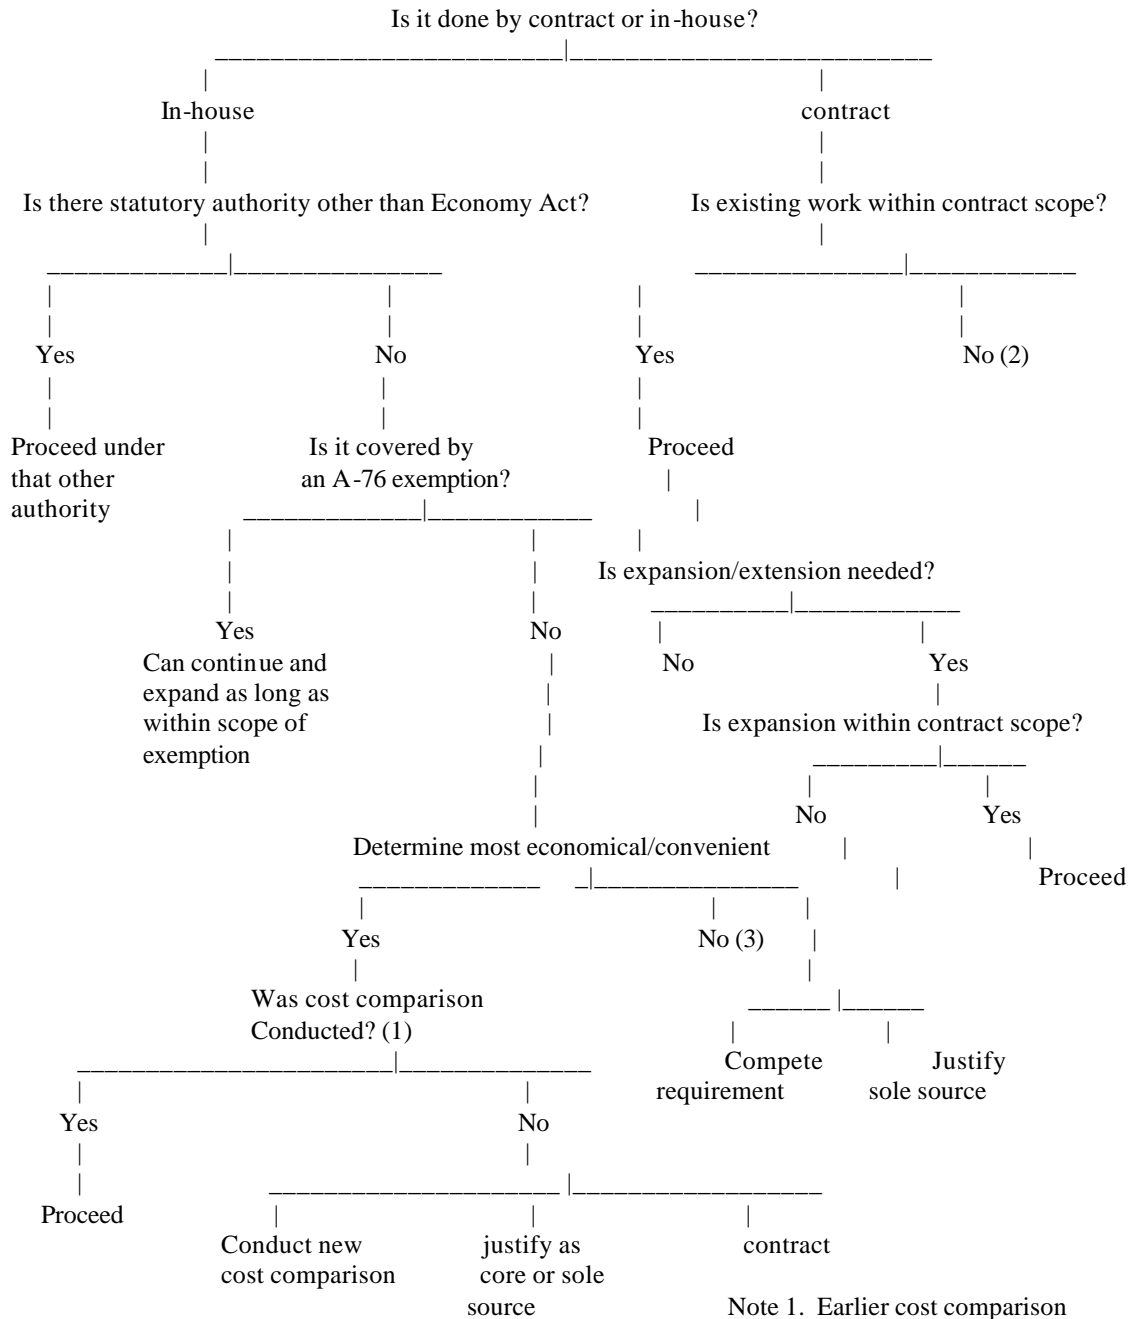 Is it done by contract or in-house?
In-house contract
Is there statutory authority other than Economy Act? Is existing work within contract scope?
Yes No Yes No (2)
Proceed under Is it covered by Proceed
that other an A-76 exemption?
authority
Is expansion/extension needed?
Yes No No Yes
Can continue and
expand as long as
within scope of Is expansion within contract scope?
exemption
No Yes
Determine most economical/convenient
Proceed
Yes No (3)
Was cost comparison
Conducted? (1)
Compete Justify
requirement sole source
Yes No
Proceed
Conduct new justify as contract
cost comparison core or sole
source Note 1. Earlier cost comparison